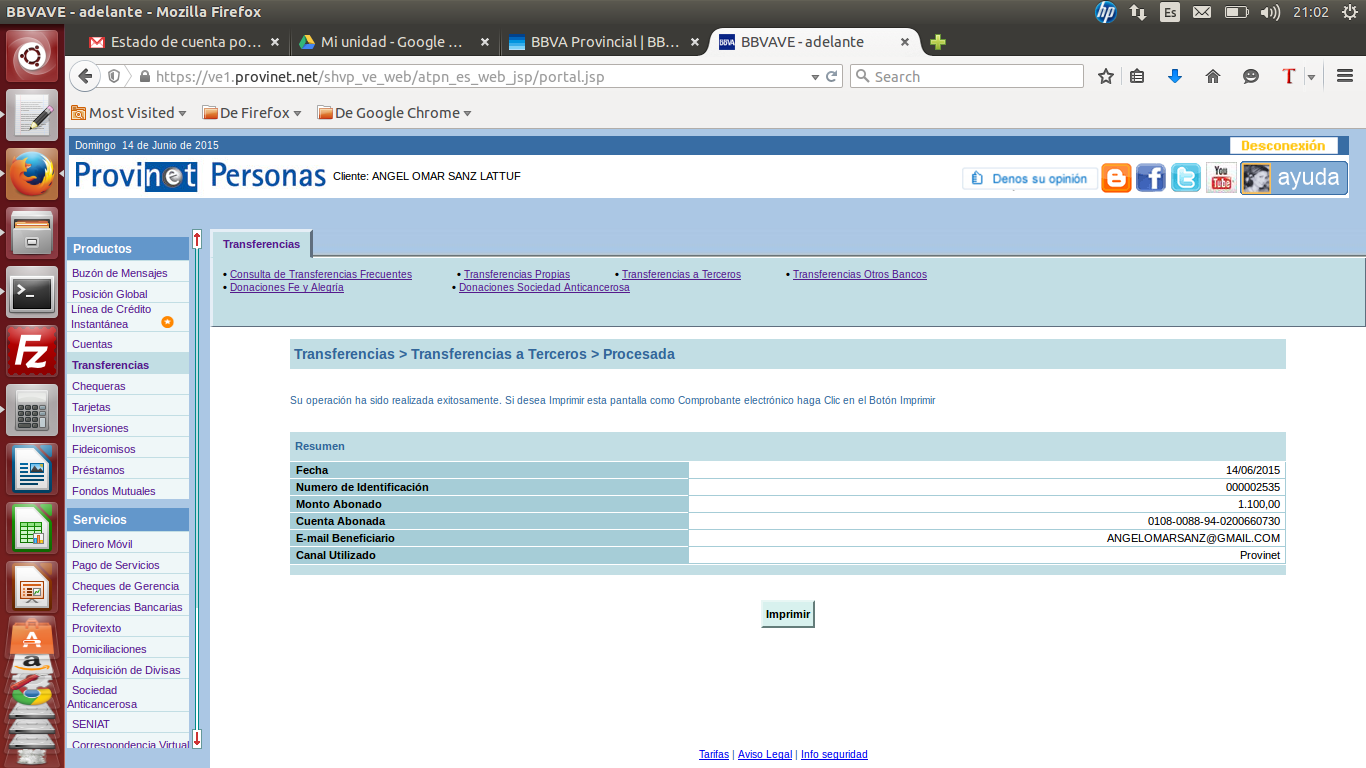 BBVAVE - adelante - Mozilla Firefox
hp Es 21:02
Estado de cuenta po... × Mi unidad - Google ... × BBVA Provincial | BB... × BBVA BBVAVE - adelante ×
https://ve1.provinet.net/shvp_ve_web/atpn_es_web_jsp/portal.jsp Search
Most Visited De Firefox De Google Chrome
Domingo 14 de Junio de 2015 Desconexión
Provinet Personas Cliente: ANGEL OMAR SANZ LATTUF Denos su opinión You Tube ayuda
Productos
Buzón de Mensajes
Posición Global
Línea de Crédito
Instantánea
Cuentas
Transferencias
Chequeras
Tarjetas
Inversiones
Fideicomisos
Préstamos
Fondos Mutuales
Servicios
Dinero Móvil
Pago de Servicios
Cheques de Gerencia
Referencias Bancarias
Provitexto
Domiciliaciones
Adquisición de Divisas
Sociedad
Anticancerosa
SENIAT
Correspondencia Virtual
Transferencias
• Consulta de Transferencias Frecuentes • Transferencias Propias • Transferencias a Terceros • Transferencias Otros Bancos
• Donaciones Fe y Alegría • Donaciones Sociedad Anticancerosa
Transferencias > Transferencias a Terceros > Procesada
Su operación ha sido realizada exitosamente. Si desea Imprimir esta pantalla como Comprobante electrónico haga Clic en el Botón Imprimir
Resumen
Fecha 14/06/2015
Numero de Identificación 000002535
Monto Abonado 1.100,00
Cuenta Abonada 0108-0088-94-0200660730
E-mail Beneficiario ANGELOMARSANZ@GMAIL.COM
Canal Utilizado Provinet
Imprimir
Tarifas | Aviso Legal | Info seguridad